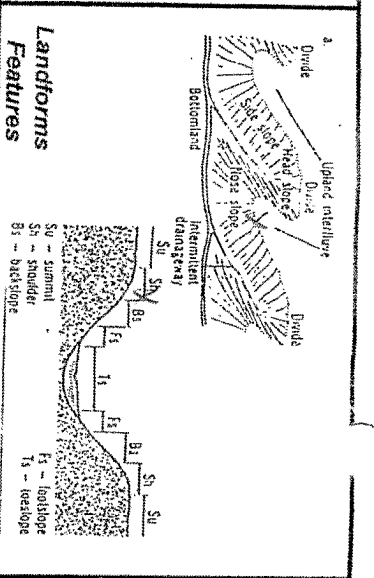 a.
Divide
Upland interfluve
Divide
Head slope
Side slope
Nose slope
Divide
Bottomland
Intermittent
drainageway
Su
Sh
Bs
Fs
Ts
Fs
Bs
Sh
Su
Landforms
Features
Su -- summit
Sh -- shoulder
Bs -- backslope
Fs -- footslope
Ts -- toeslope